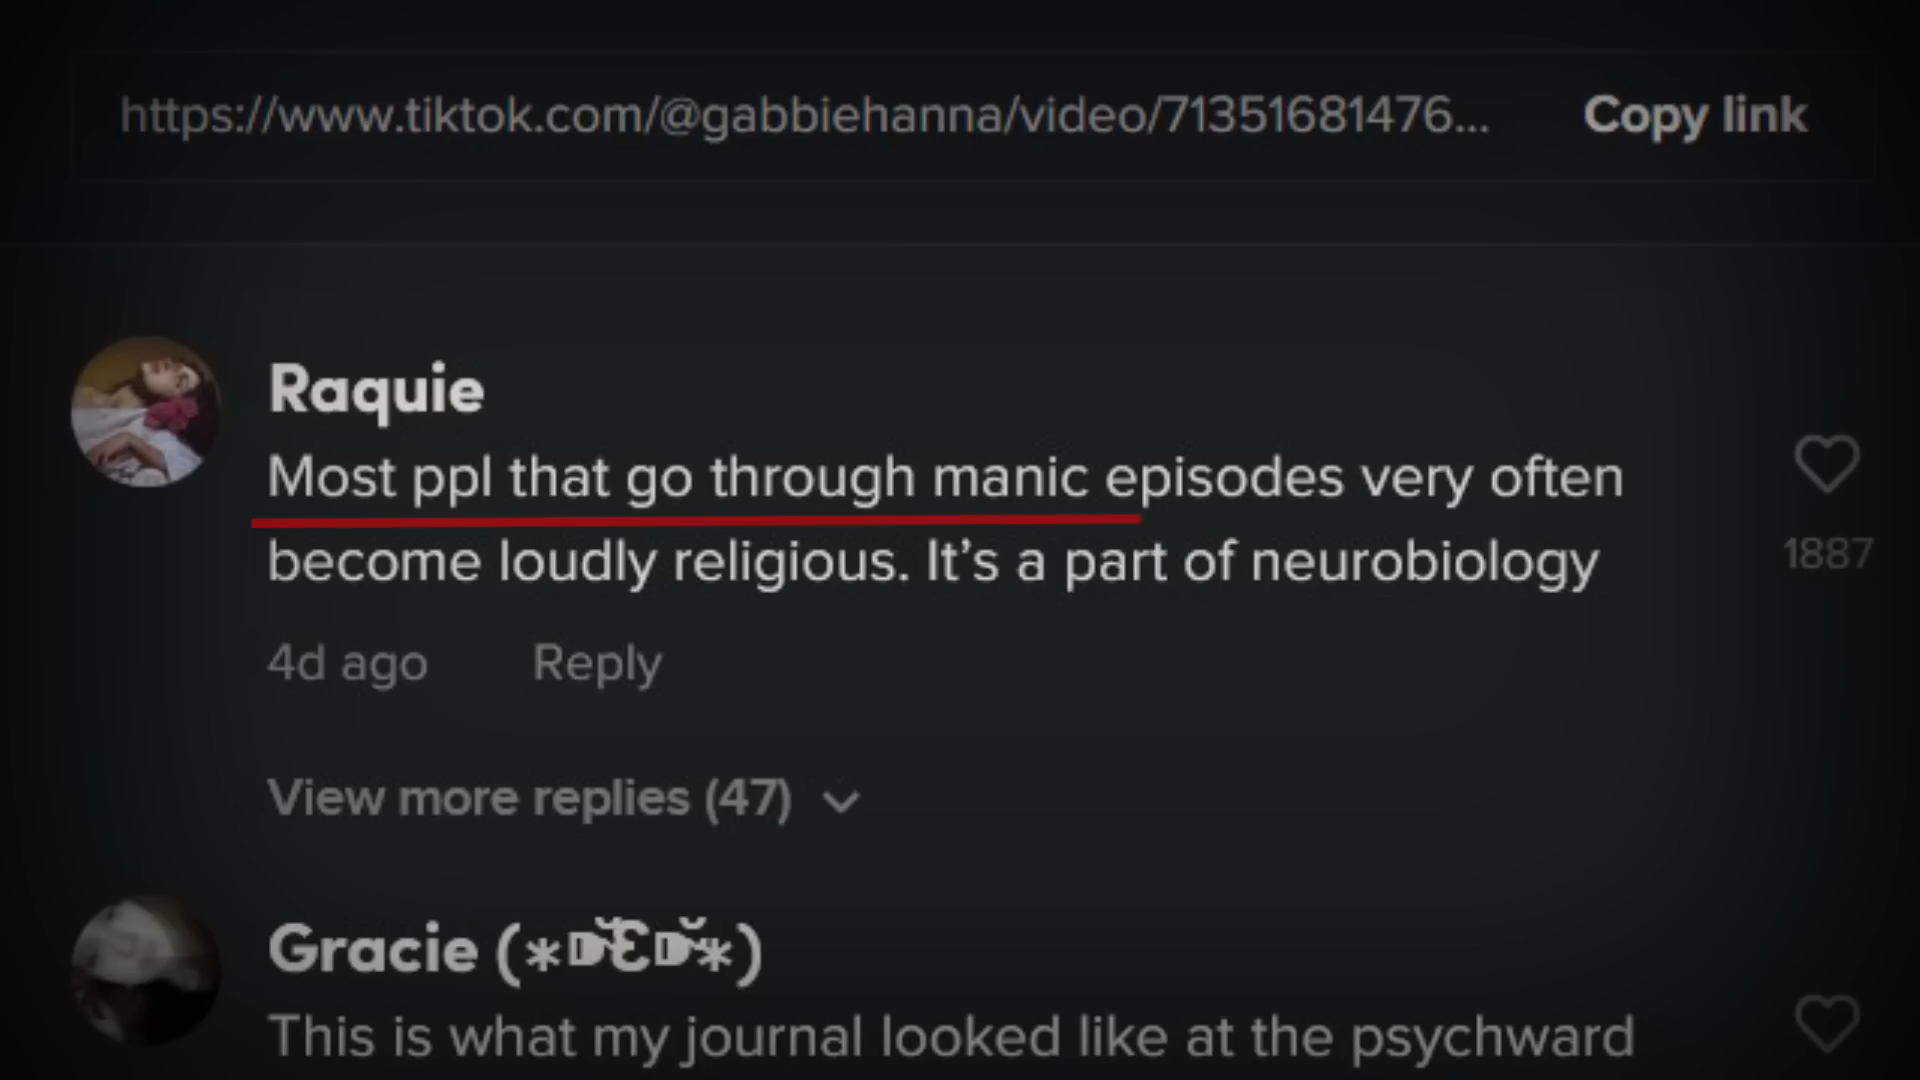 https://www.tiktok.com/@gabbiehanna/video/71351681476...
Copy link
Raquie
Most ppl that go through manic episodes very often
become loudly religious. It’s a part of neurobiology
1887
4d ago Reply
View more replies (47)
Gracie
This is what my journal looked like at the psychward